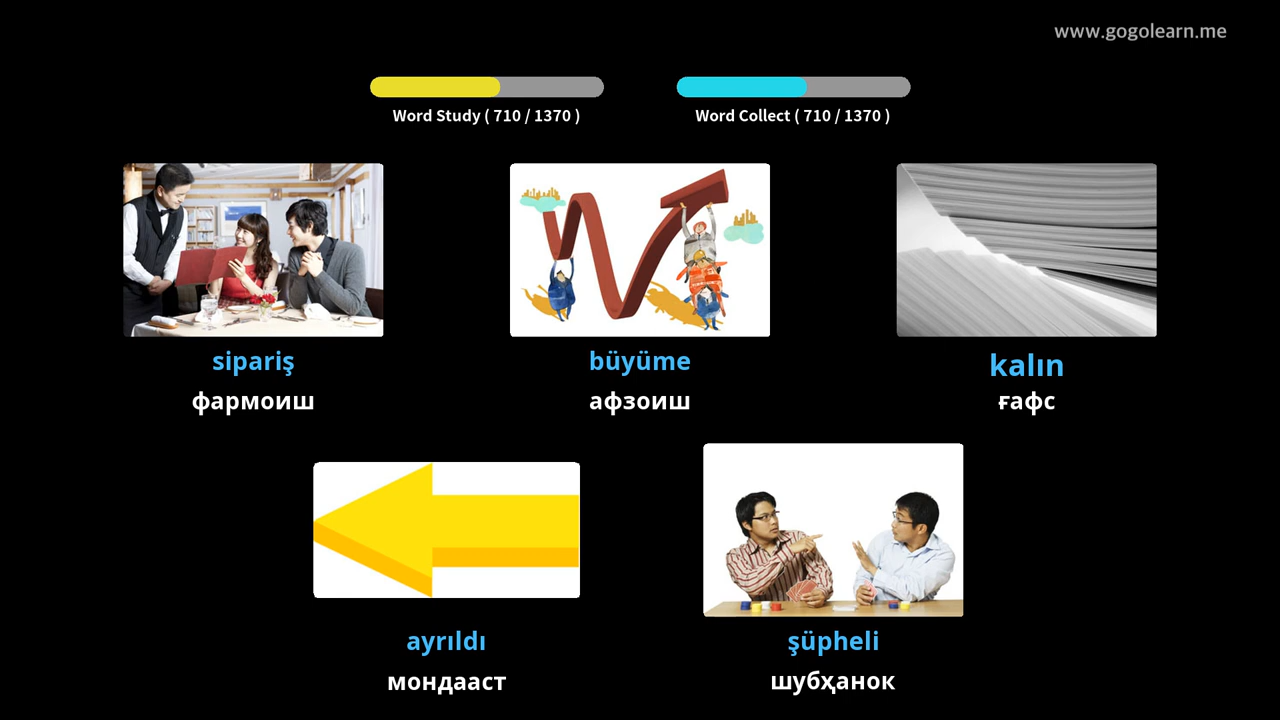 www.gogolearn.me
Word Study ( 710 / 1370 )
Word Collect ( 710 / 1370 )
sipariş
фармоиш
büyüme
афзоиш
kalın
ғафс
ayrıldı
мондааст
şüpheli
шубҳанок